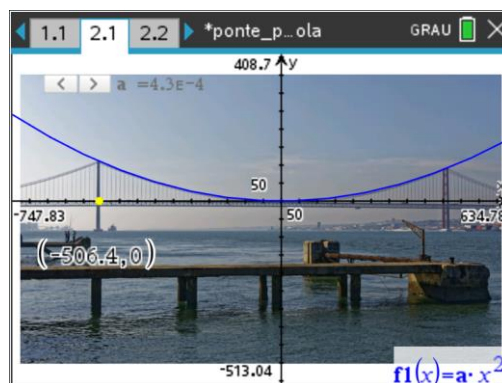 1.1 2.1 2.2 *ponte_p…ola GRAU
408.7 y
< > a =4.3E-4
50
-747.83 50 634.78
(-506.4,0)
-513.04
f1(x)=a· x²